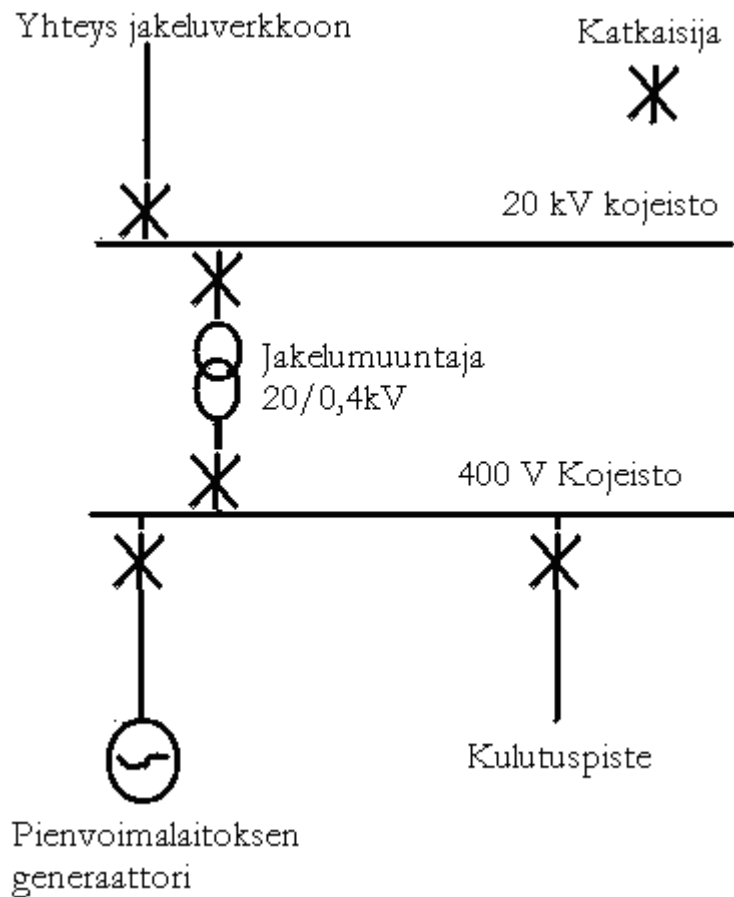 Yhteys jakeluverkkoon
Katkaisija
20 kV kojeisto
Jakelumuuntaja
20/0,4kV
400 V Kojeisto
Kulutuspiste
Pienvoimalaitoksen
generaattori